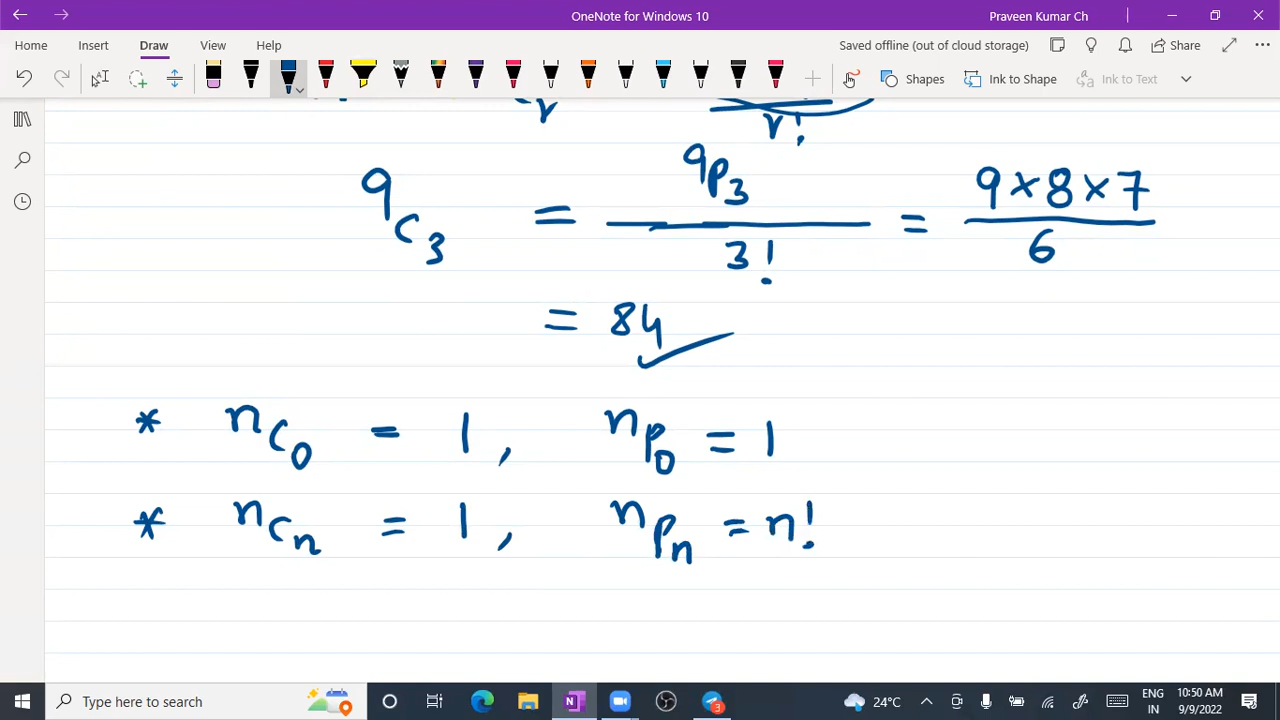 OneNote for Windows 10
Praveen Kumar Ch
Home Insert Draw View Help
Saved offline (out of cloud storage) Share
Shapes Ink to Shape Ink to Text
r r!
9C3 = 9P3 / 3! = 9×8×7 / 6
= 84
* nC0 = 1, nP0 = 1
* nCn = 1, nPn = n!
Type here to search
3
24°C
ENG
IN
10:50 AM
9/9/2022